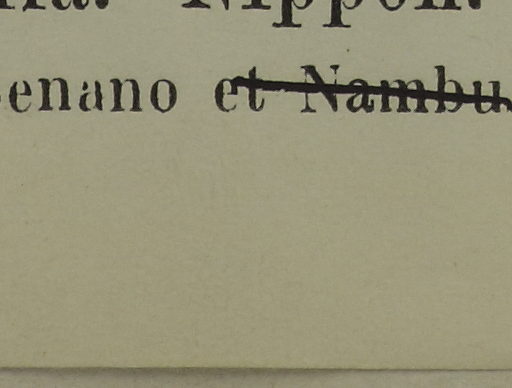 Nippon.
enano et Nambu